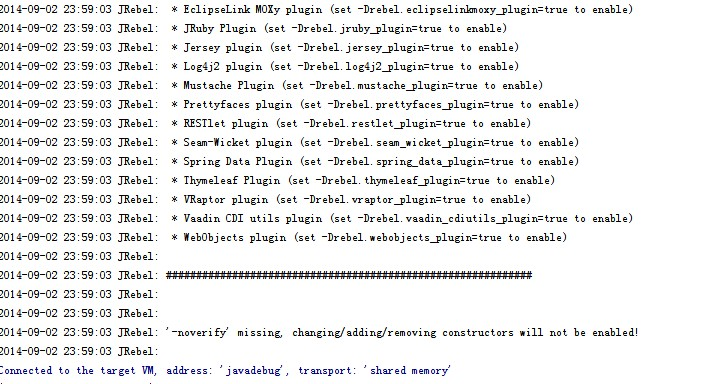 2014-09-02 23:59:03 JRebel:  * EclipseLink MOXy plugin (set -Drebel.eclipselinkmoxy_plugin=true to enable)
2014-09-02 23:59:03 JRebel:  * JRuby Plugin (set -Drebel.jruby_plugin=true to enable)
2014-09-02 23:59:03 JRebel:  * Jersey plugin (set -Drebel.jersey_plugin=true to enable)
2014-09-02 23:59:03 JRebel:  * Log4j2 plugin (set -Drebel.log4j2_plugin=true to enable)
2014-09-02 23:59:03 JRebel:  * Mustache Plugin (set -Drebel.mustache_plugin=true to enable)
2014-09-02 23:59:03 JRebel:  * Prettyfaces plugin (set -Drebel.prettyfaces_plugin=true to enable)
2014-09-02 23:59:03 JRebel:  * RESTlet plugin (set -Drebel.restlet_plugin=true to enable)
2014-09-02 23:59:03 JRebel:  * Seam-Wicket plugin (set -Drebel.seam_wicket_plugin=true to enable)
2014-09-02 23:59:03 JRebel:  * Spring Data Plugin (set -Drebel.spring_data_plugin=true to enable)
2014-09-02 23:59:03 JRebel:  * Thymeleaf Plugin (set -Drebel.thymeleaf_plugin=true to enable)
2014-09-02 23:59:03 JRebel:  * VRaptor plugin (set -Drebel.vraptor_plugin=true to enable)
2014-09-02 23:59:03 JRebel:  * Vaadin CDI utils plugin (set -Drebel.vaadin_cdiutils_plugin=true to enable)
2014-09-02 23:59:03 JRebel:  * WebObjects plugin (set -Drebel.webobjects_plugin=true to enable)
2014-09-02 23:59:03 JRebel:
2014-09-02 23:59:03 JRebel: #############################################################
2014-09-02 23:59:03 JRebel:
2014-09-02 23:59:03 JRebel:
2014-09-02 23:59:03 JRebel: '-noverify' missing, changing/adding/removing constructors will not be enabled!
2014-09-02 23:59:03 JRebel:
Connected to the target VM, address: 'javadebug', transport: 'shared memory'